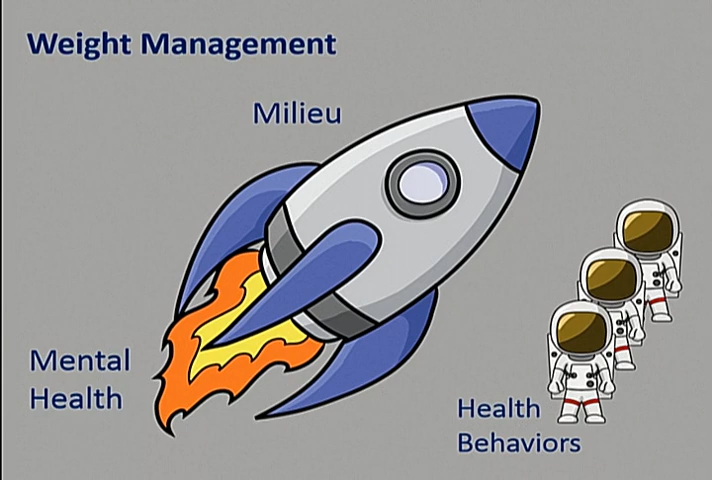 Weight Management
Milieu
Mental
Health
Health
Behaviors